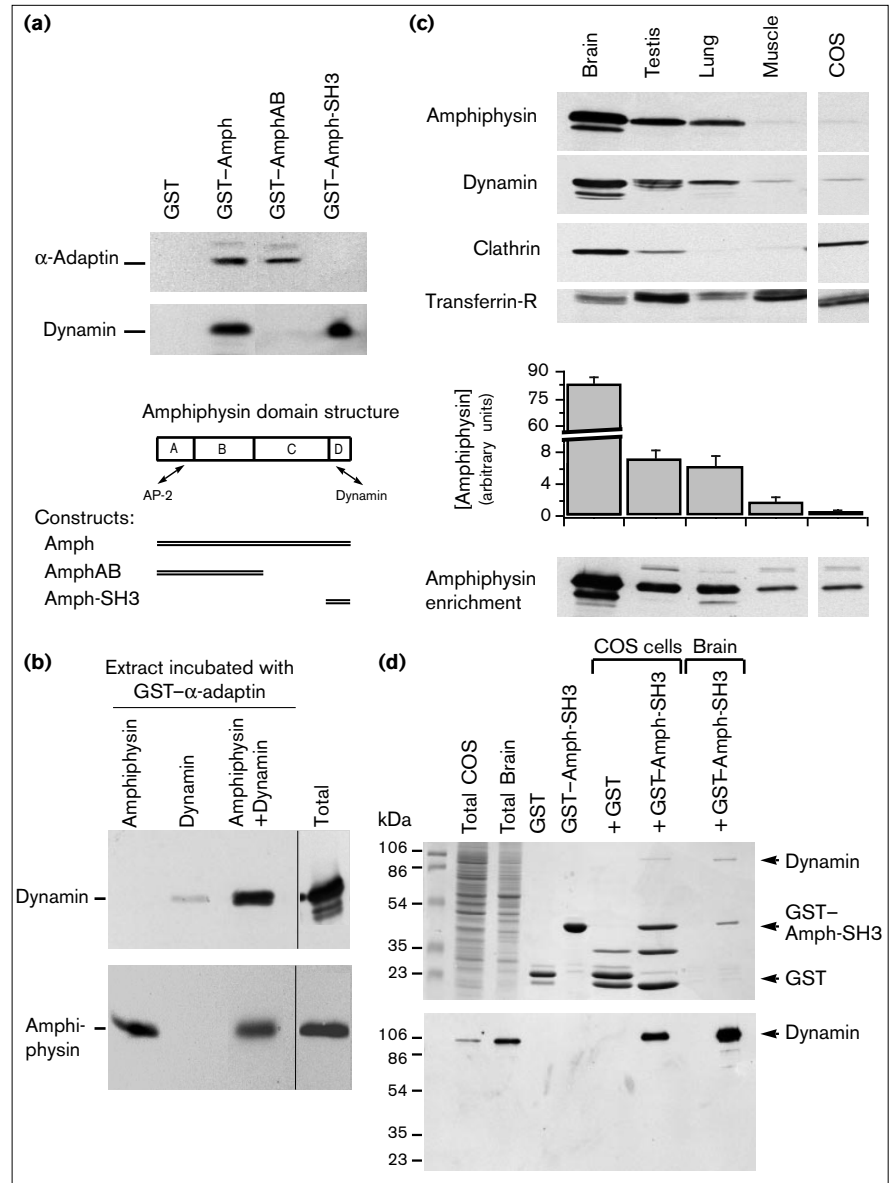 (a)
GST
GST–Amph
GST–AmphAB
GST–Amph-SH3
α-Adaptin
Dynamin
Amphiphysin domain structure
A B C D
AP-2
Dynamin
Constructs:
Amph
AmphAB
Amph-SH3
(b)
Extract incubated with
GST–α-adaptin
Amphiphysin
Dynamin
Amphiphysin
+Dynamin
Total
Dynamin
Amphi-
physin
(c)
Brain
Testis
Lung
Muscle
COS
Amphiphysin
Dynamin
Clathrin
Transferrin-R
[Amphiphysin]
(arbitrary units)
90
75
60
8
4
0
Amphiphysin
enrichment
(d)
COS cells
Brain
Total COS
Total Brain
GST
GST–Amph-SH3
+ GST
+ GST–Amph-SH3
+ GST–Amph-SH3
kDa
106
86
54
35
23
Dynamin
GST–
Amph-SH3
GST
106
86
54
35
23
Dynamin